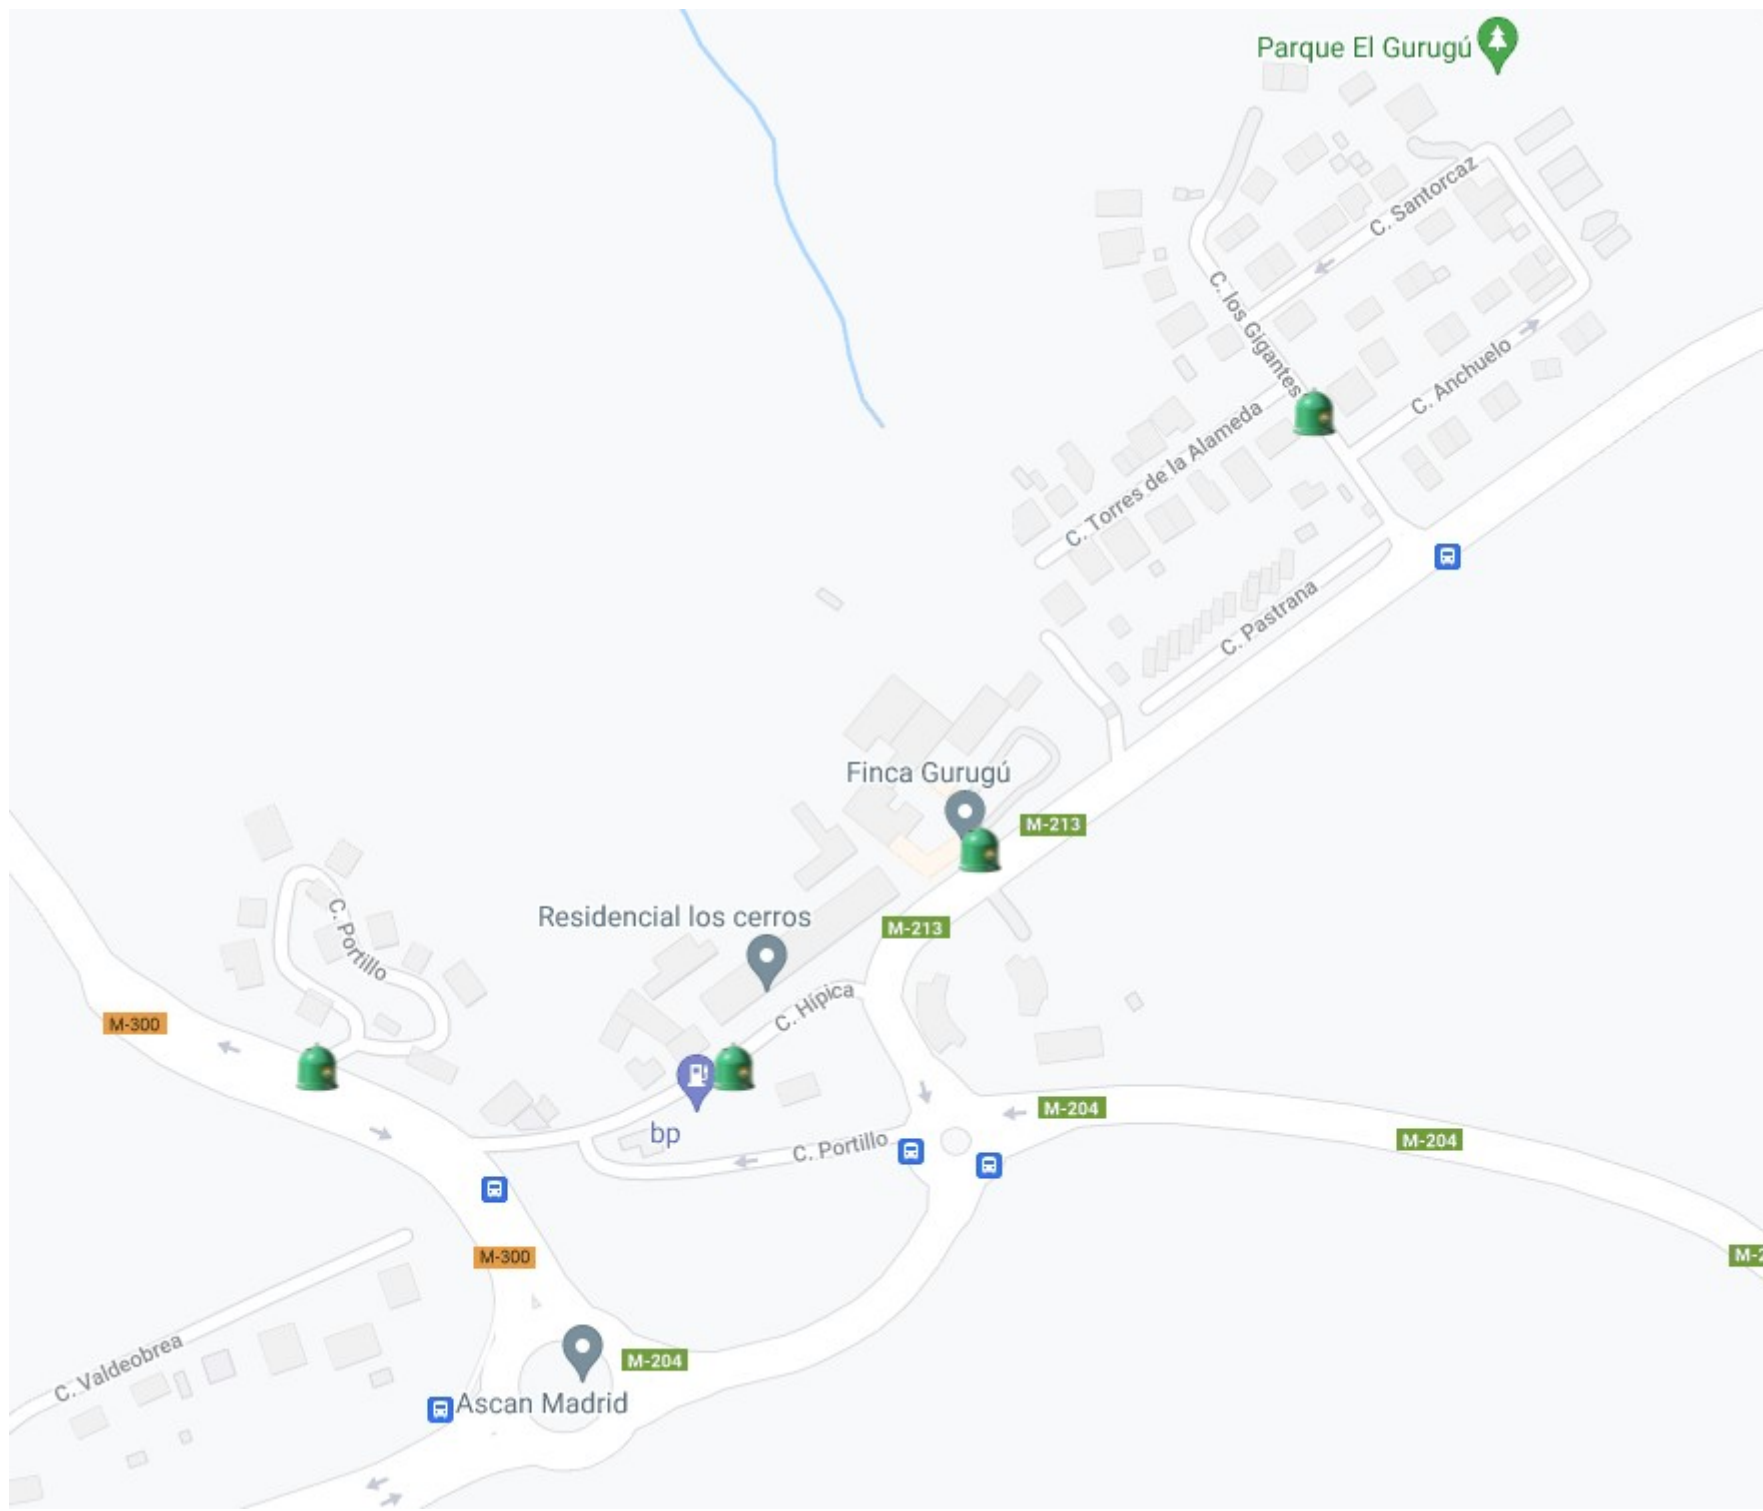 Parque El Gurugú
C. Santorcaz
C. los Gigantes
C. Anchuelo
C. Torres de la Alameda
C. Pastrana
Finca Gurugú
M-213
Residencial los cerros
M-213
C. Portillo
C. Hípica
M-300
M-204
bp
C. Portillo
M-204
M-300
M-2
C. Valdeobrea
M-204
Ascan Madrid